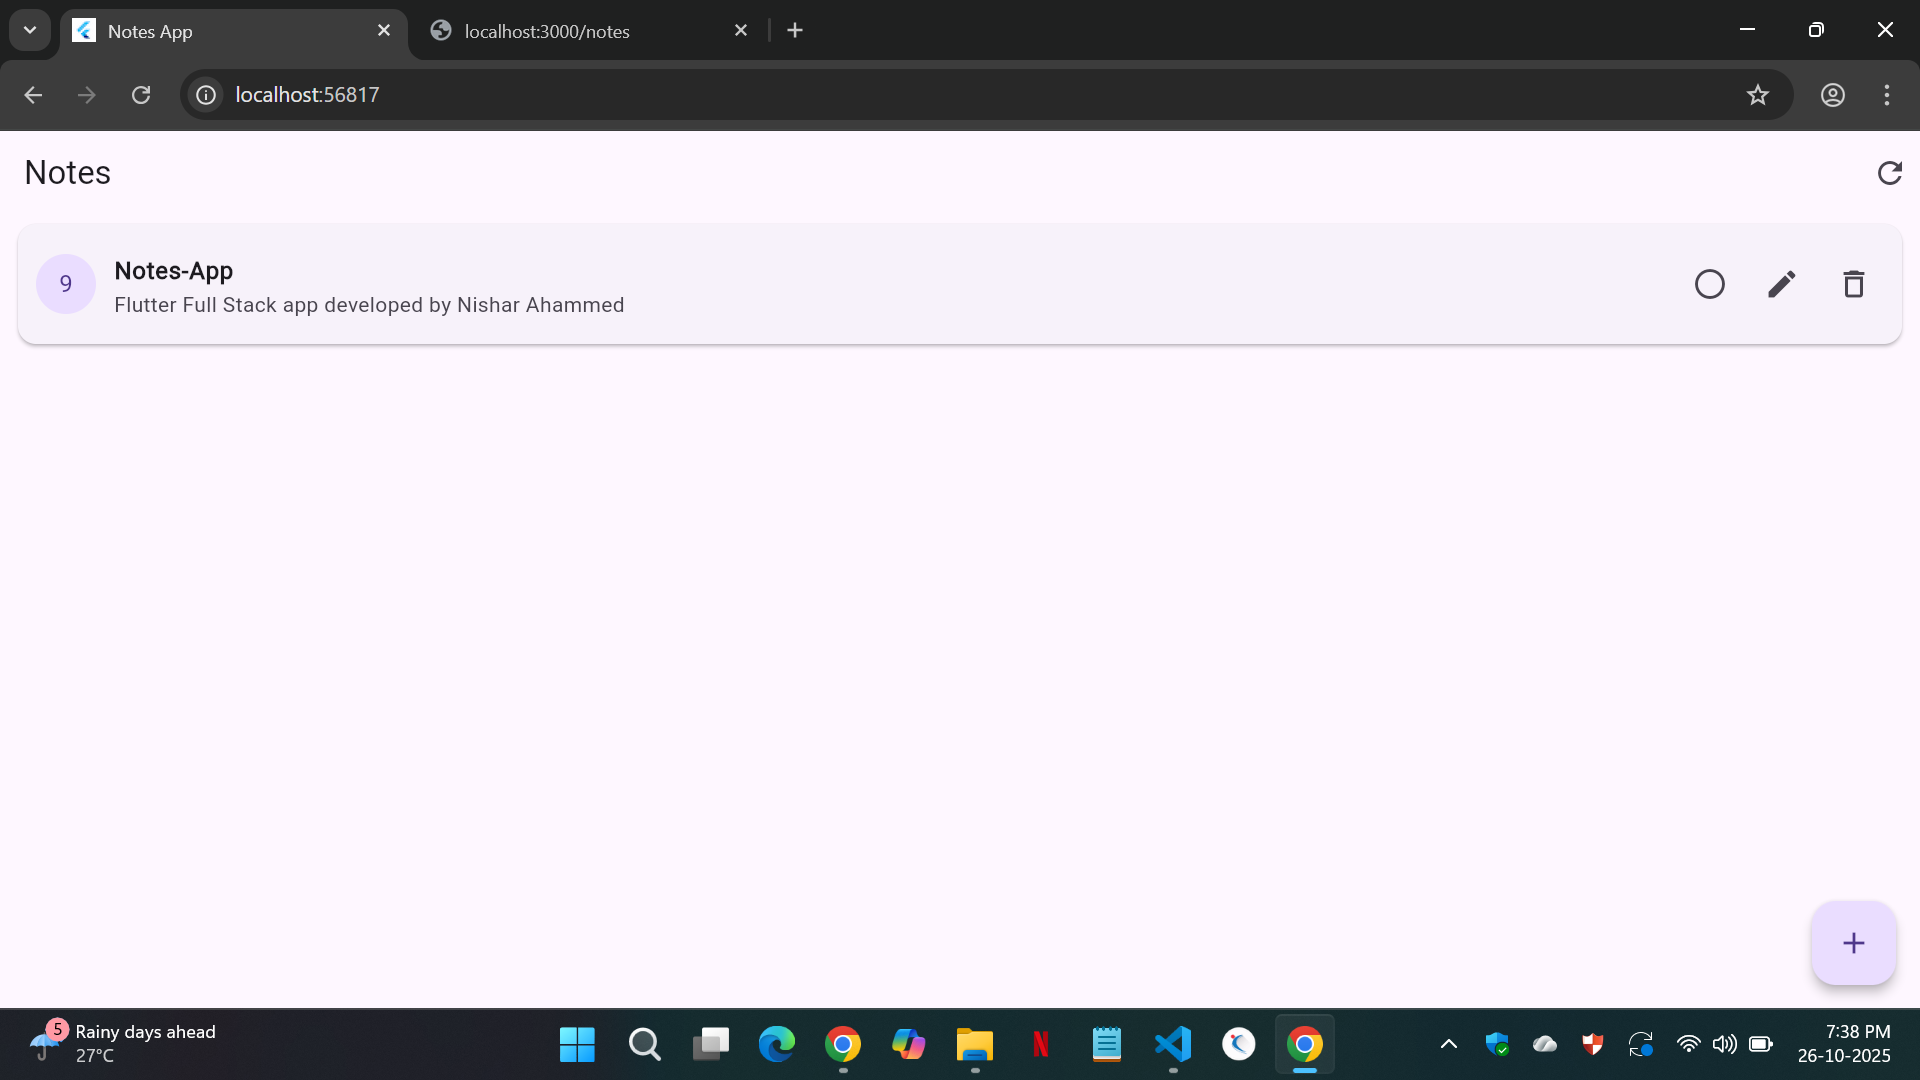 Notes App
localhost:3000/notes
localhost:56817
Notes
9
Notes-App
Flutter Full Stack app developed by Nishar Ahammed
5
Rainy days ahead
27°C
N
7:38 PM
26-10-2025